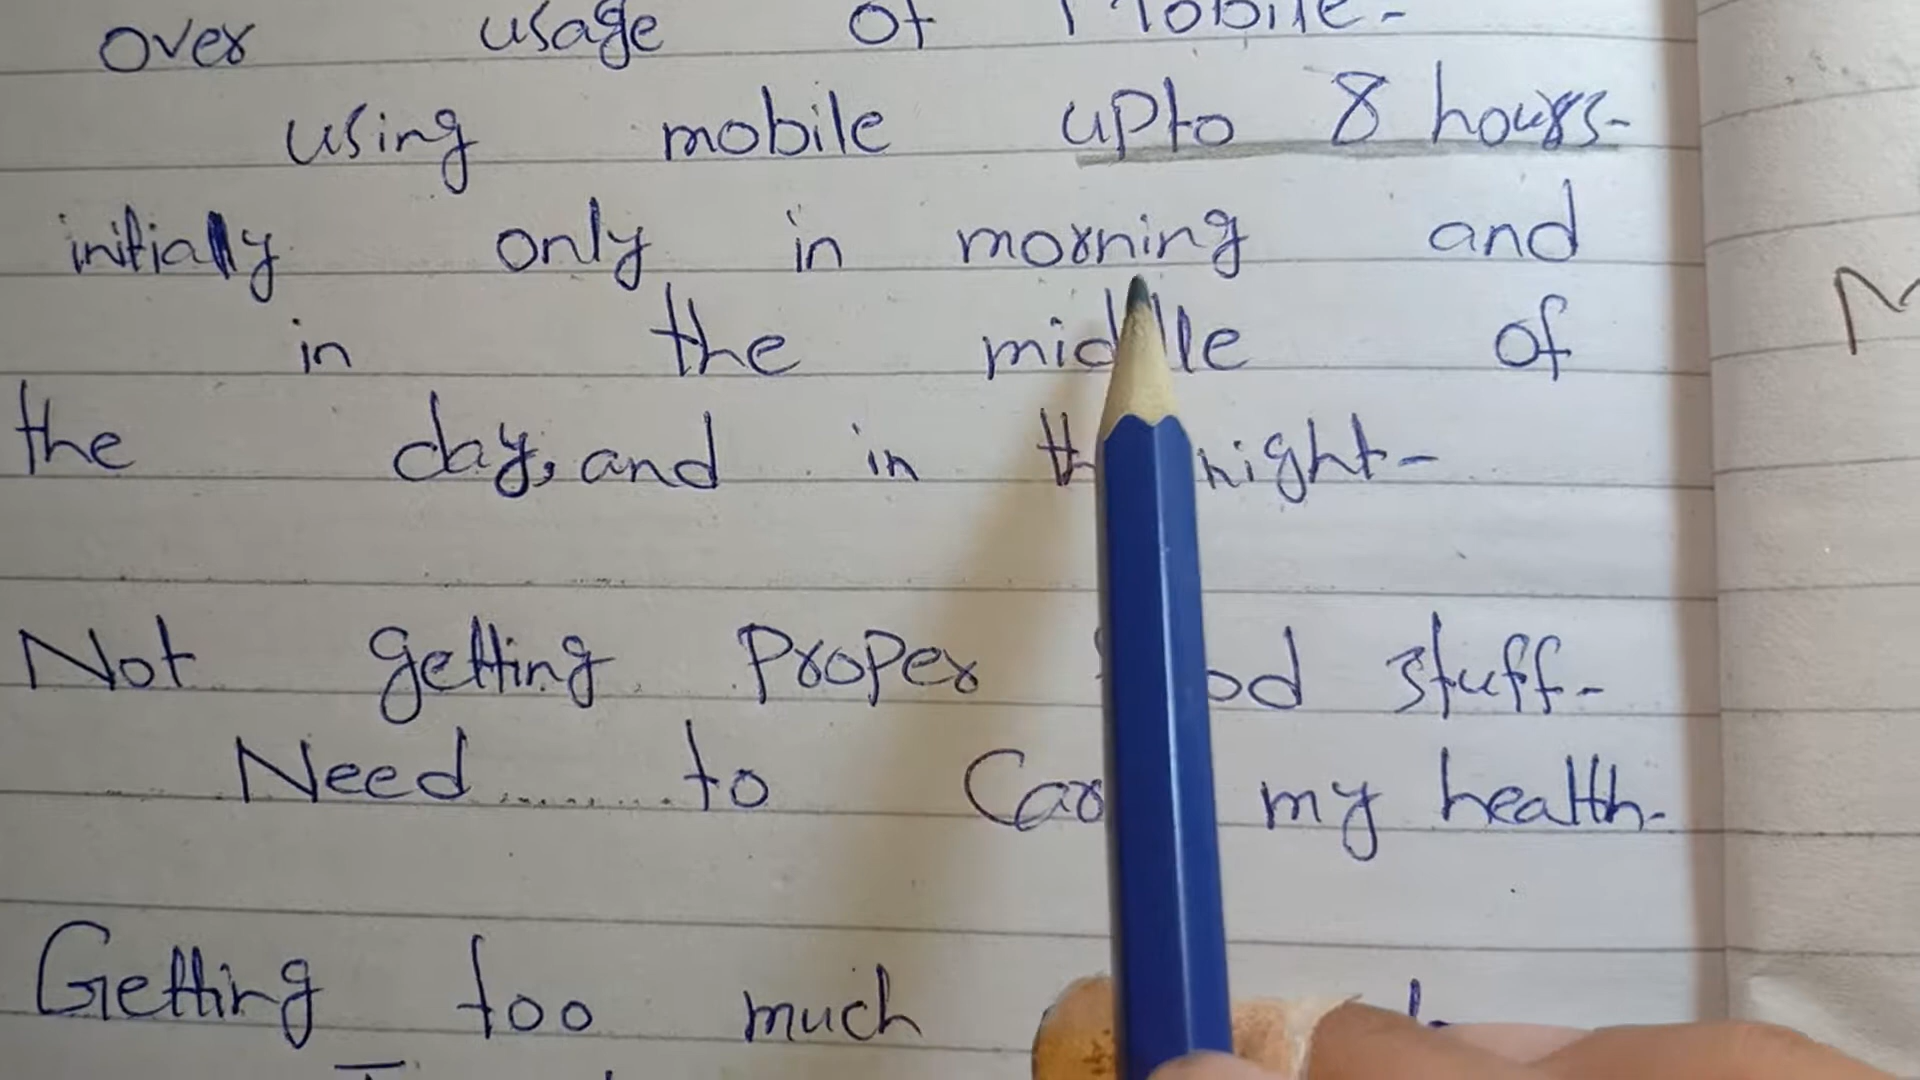 over usage of Mobile-
using mobile upto 8 hours-
initially only in morning and
in the middle of
the day, and in night-
Not getting Proper stuff-
Need ........ to my health-
Getting too much